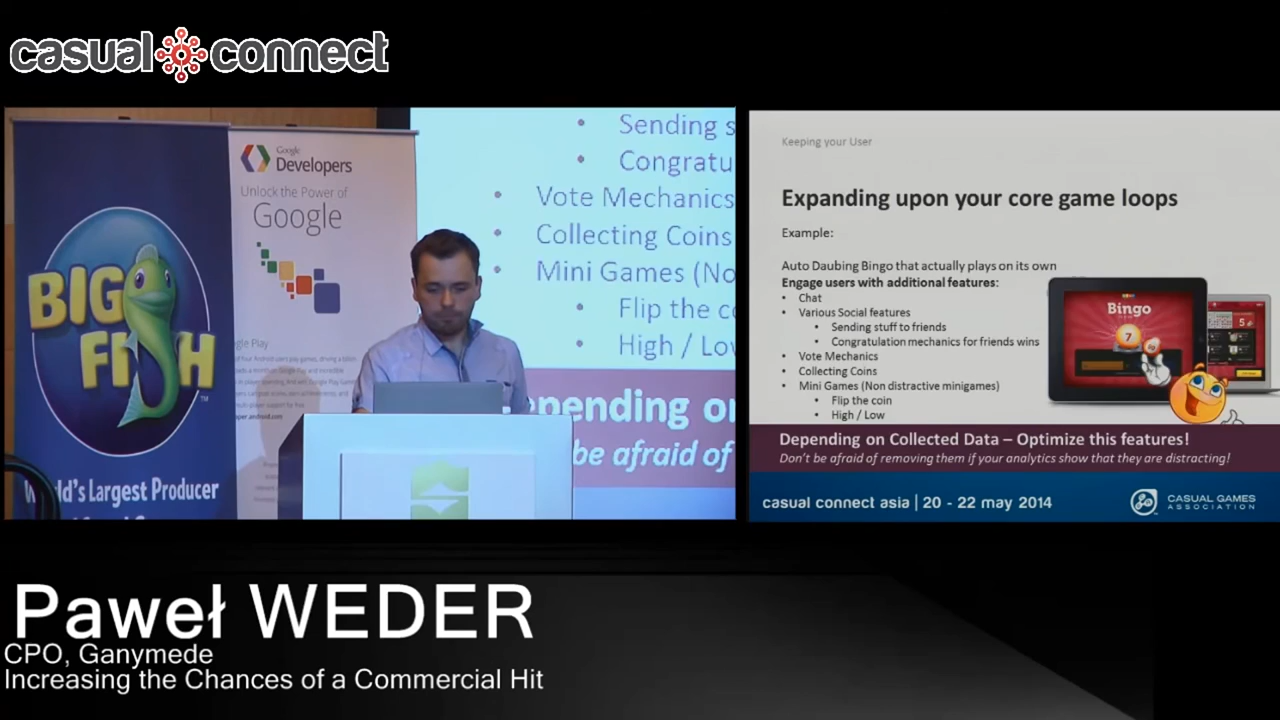 casual connect
Google
Developers
Unlock the Power of
Google
BIG
FISH
TM
World's Largest Producer
Sending s
Congratu
Vote Mechanics
Collecting Coins
Mini Games (No
Flip the co
High / Lov
epending o
be afraid of
Keeping your User
Expanding upon your core game loops
Example:
Auto Daubing Bingo that actually plays on its own
Engage users with additional features:
Chat
Various Social features
Sending stuff to friends
Congratulation mechanics for friends wins
Vote Mechanics
Collecting Coins
Mini Games (Non distractive minigames)
Flip the coin
High / Low
Bingo
7
5
Depending on Collected Data – Optimize this features!
Don't be afraid of removing them if your analytics show that they are distracting!
casual connect asia | 20 - 22 may 2014
CASUAL GAMES
ASSOCIATION
Paweł WEDER
CPO, Ganymede
Increasing the Chances of a Commercial Hit